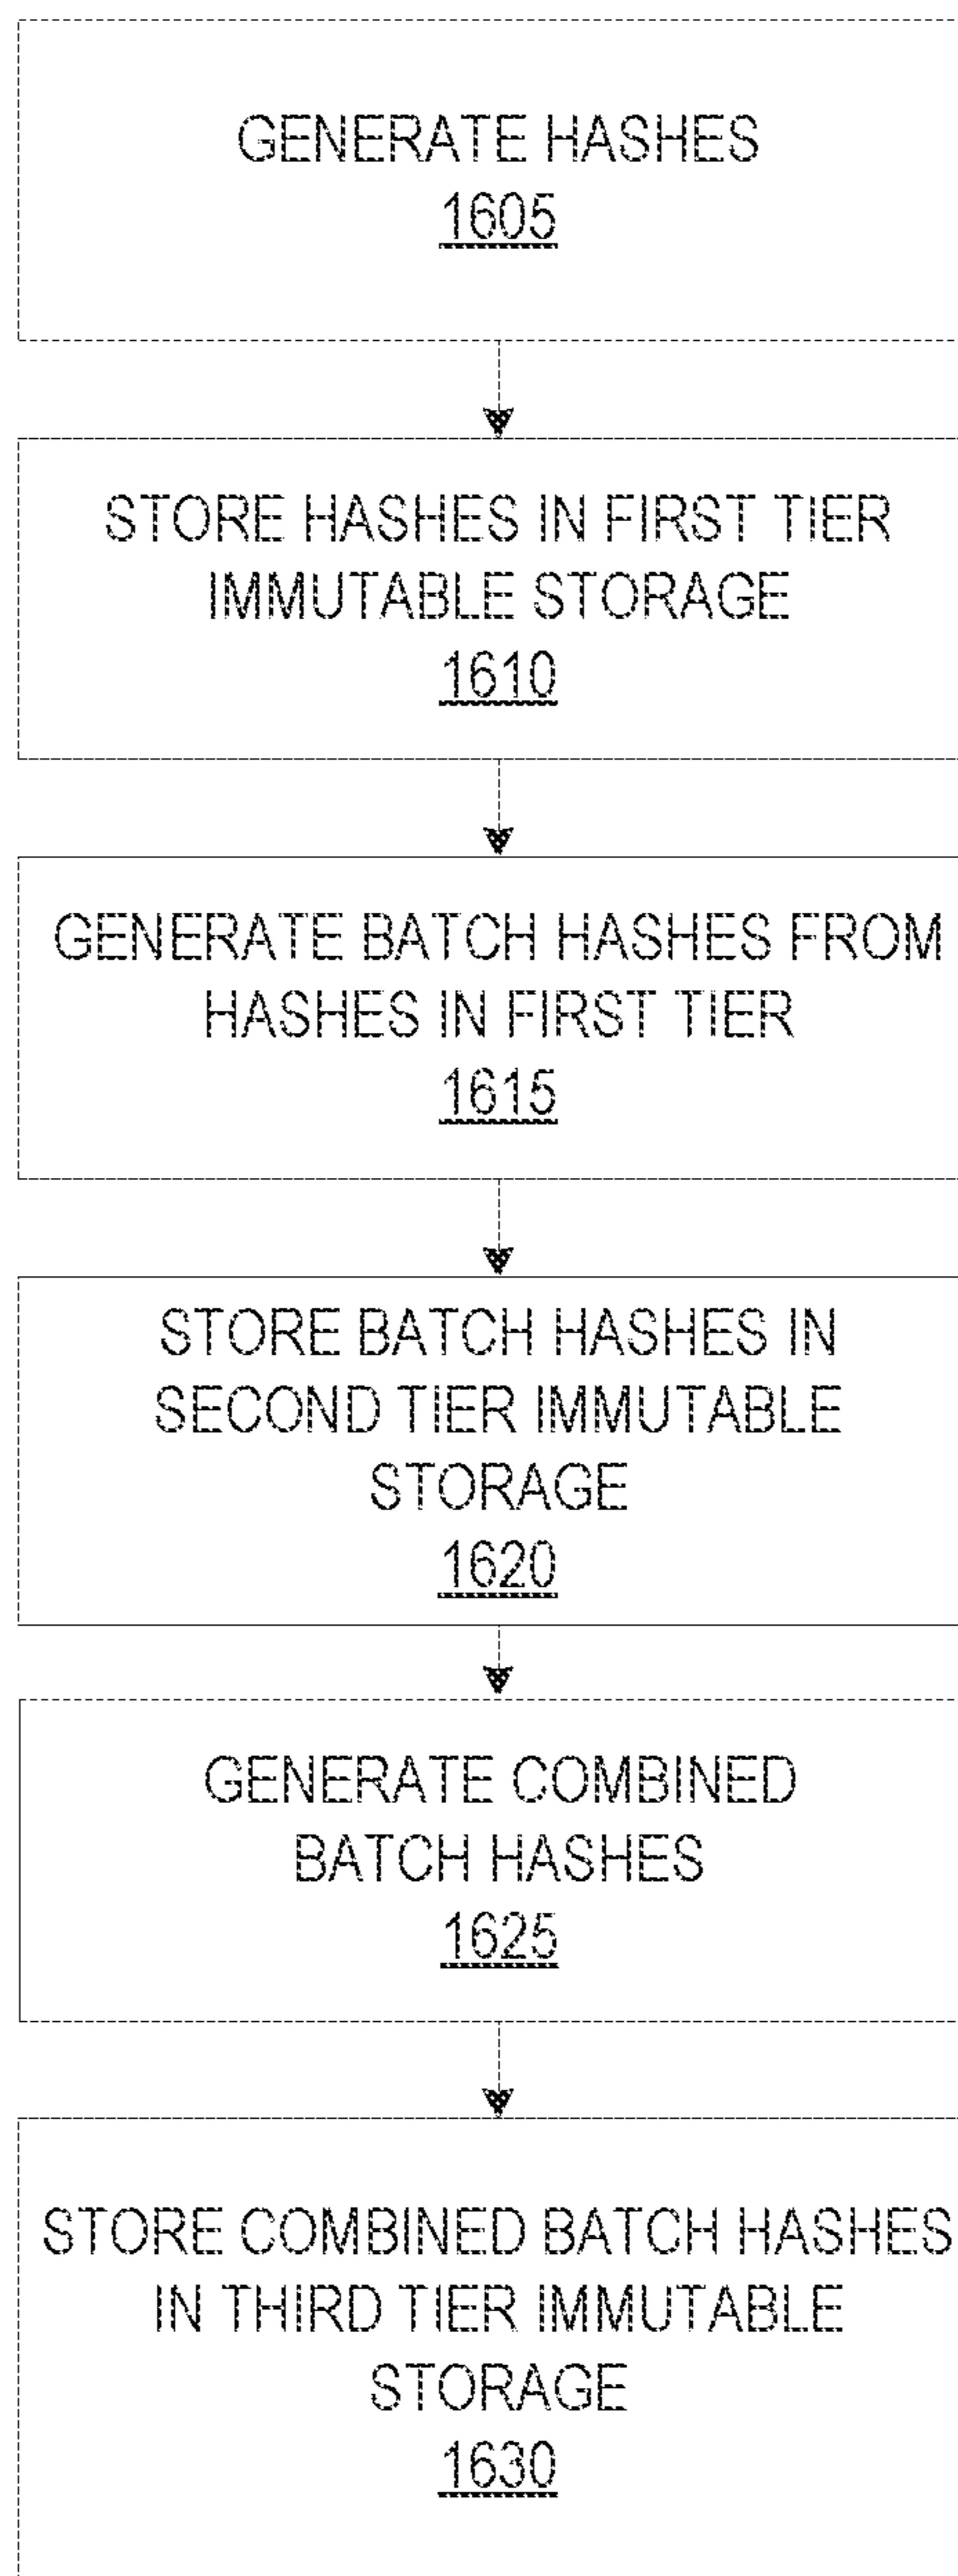 GENERATE HASHES
1605
STORE HASHES IN FIRST TIER
IMMUTABLE STORAGE
1610
GENERATE BATCH HASHES FROM
HASHES IN FIRST TIER
1615
STORE BATCH HASHES IN
SECOND TIER IMMUTABLE
STORAGE
1620
GENERATE COMBINED
BATCH HASHES
1625
STORE COMBINED BATCH HASHES
IN THIRD TIER IMMUTABLE
STORAGE
1630